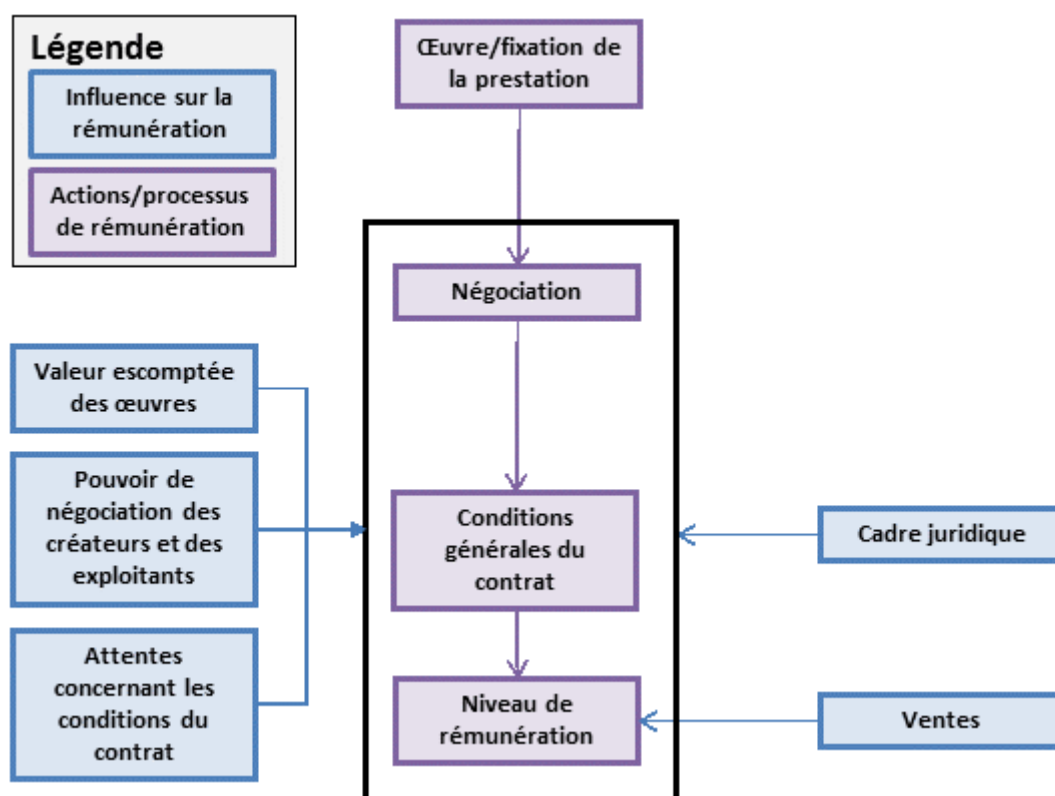 Légende
Influence sur la
rémunération
Actions/processus
de rémunération
Œuvre/fixation de
la prestation
Négociation
Valeur escomptée
des œuvres
Pouvoir de
négociation des
créateurs et des
exploitants
Attentes
concernant les
conditions du
contrat
Conditions
générales du
contrat
Niveau de
rémunération
Cadre juridique
Ventes